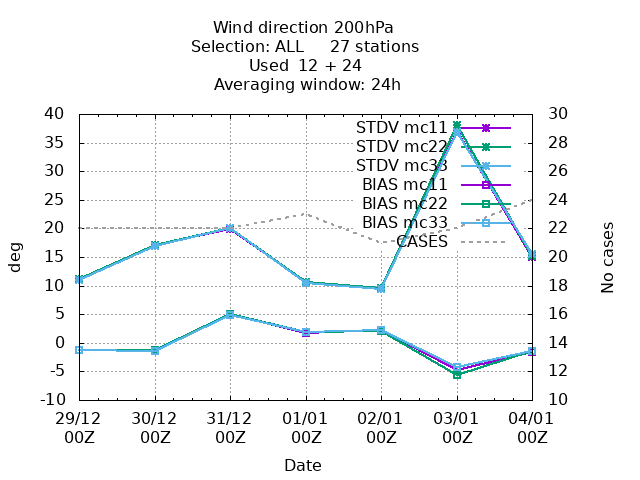 Wind direction 200hPa
Selection: ALL 27 stations
Used 12 + 24
Averaging window: 24h
40
35
30
25
20
15
10
5
0
-5
-10
30
28
26
24
22
20
18
16
14
12
10
deg
No cases
STDV mc11
STDV mc22
STDV mc33
BIAS mc11
BIAS mc22
BIAS mc33
CASES
29/12 30/12 31/12 01/01 02/01 03/01 04/01
00Z 00Z 00Z 00Z 00Z 00Z 00Z
Date